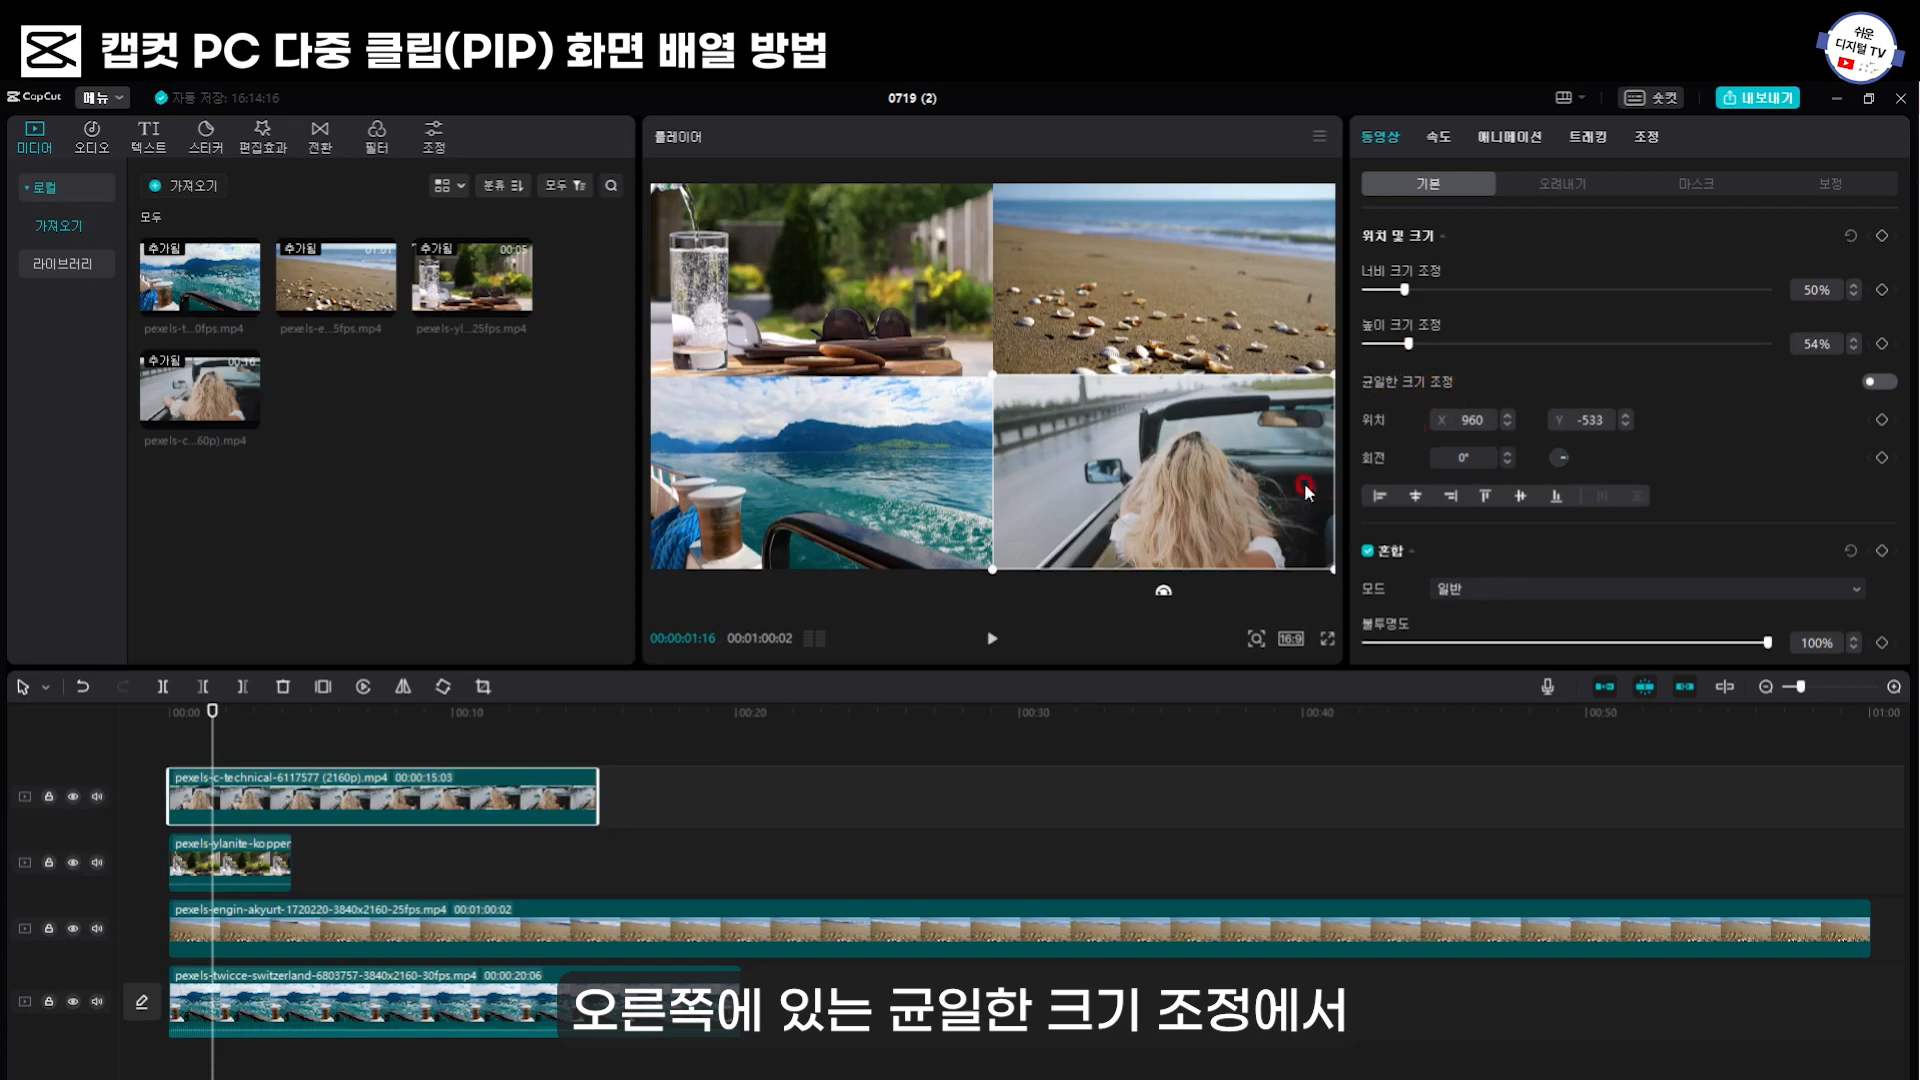 캡컷 PC 다중 클립(PIP) 화면 배열 방법
쉬운
디지털 TV
CapCut
메뉴
자동 저장: 16:14:16
0719 (2)
숏컷
내보내기
미디어
오디오
텍스트
스티커
편집효과
전환
필터
조정
로컬
가져오기
라이브러리
가져오기
분류
모두
모두
추가됨
pexels-t...0fps.mp4
추가됨
01:01
pexels-e...5fps.mp4
추가됨
00:05
pexels-yl...25fps.mp4
추가됨
00:16
pexels-c...60p).mp4
플레이어
00:00:01:16
00:01:00:02
16:9
동영상
속도
애니메이션
트래킹
조정
기본
오려내기
마스크
보정
위치 및 크기
너비 크기 조정
50%
높이 크기 조정
54%
균일한 크기 조정
위치
X 960
Y -533
회전
0°
혼합
모드
일반
불투명도
100%
00:00
00:10
00:20
00:30
00:40
00:50
01:00
pexels-c-technical-6117577 (2160p).mp4 00:00:15:03
pexels-ylanite-kopper
pexels-engin-akyurt-1720220-3840x2160-25fps.mp4 00:01:00:02
pexels-twicce-switzerland-6803757-3840x2160-30fps.mp4 00:00:20:06
오른쪽에 있는 균일한 크기 조정에서